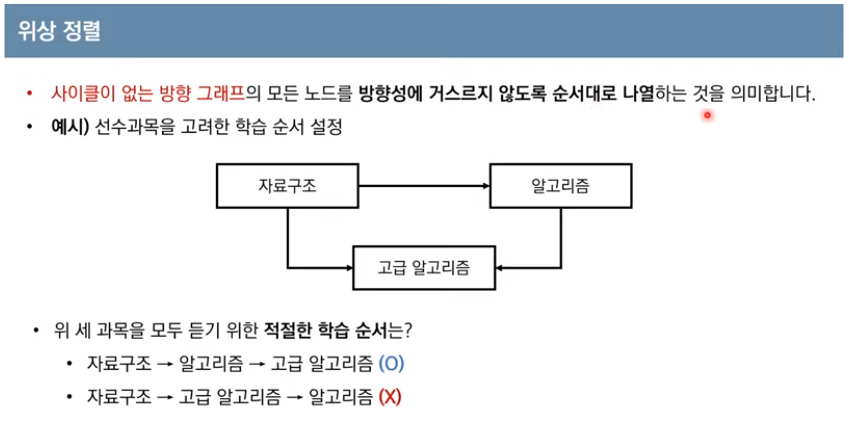 위상 정렬
• 사이클이 없는 방향 그래프의 모든 노드를 방향성에 거스르지 않도록 순서대로 나열하는 것을 의미합니다.
• 예시) 선수과목을 고려한 학습 순서 설정
자료구조
알고리즘
고급 알고리즘
• 위 세 과목을 모두 듣기 위한 적절한 학습 순서는?
• 자료구조 → 알고리즘 → 고급 알고리즘 (O)
• 자료구조 → 고급 알고리즘 → 알고리즘 (X)